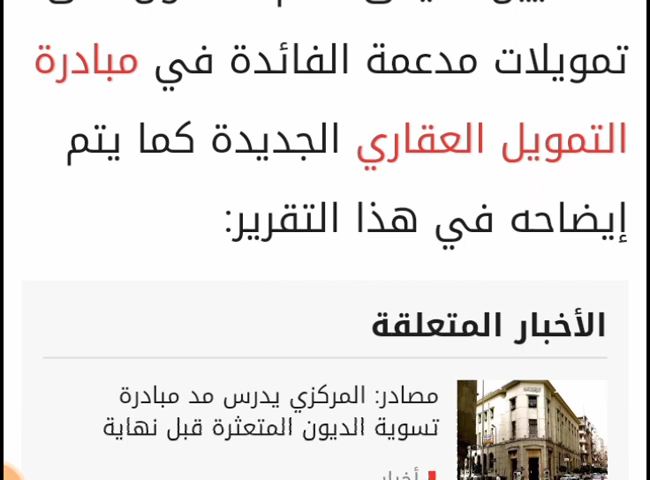 تمويلات مدعمة الفائدة في مبادرة
التمويل العقاري الجديدة كما يتم
إيضاحه في هذا التقرير:
الأخبار المتعلقة
مصادر: المركزي يدرس مد مبادرة
تسوية الديون المتعثرة قبل نهاية
أخبار